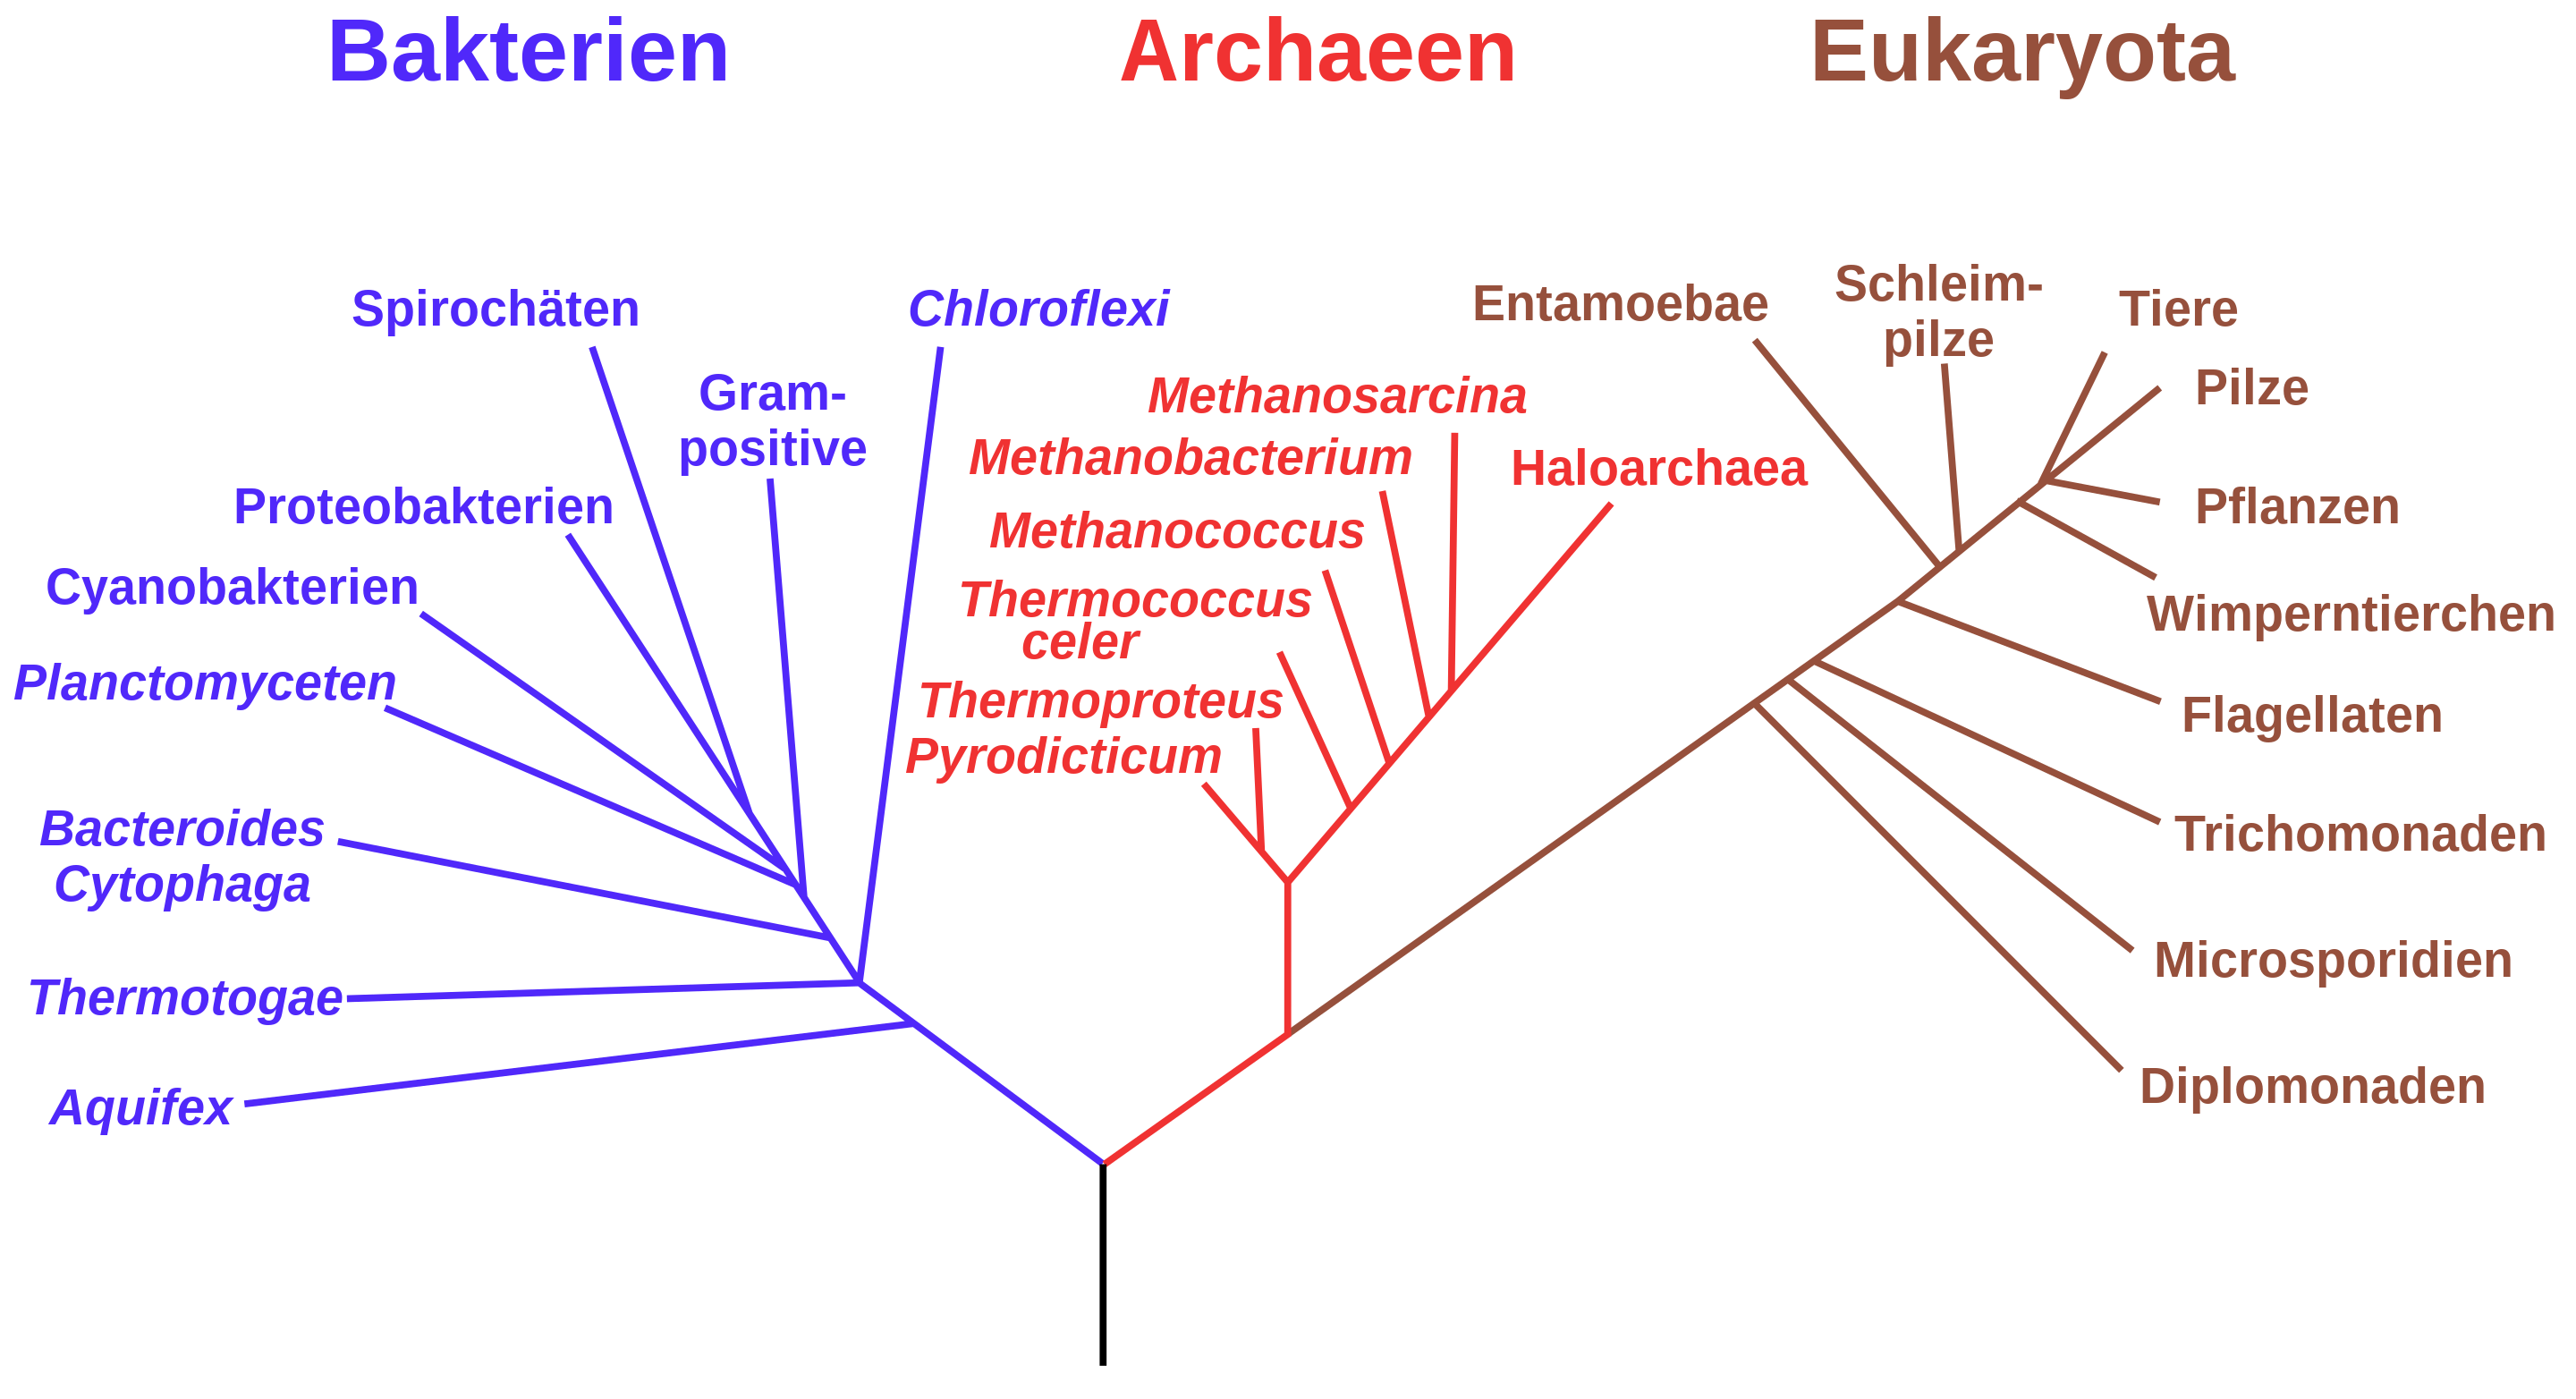 Bakterien
Archaeen
Eukaryota
Spirochäten
Chloroflexi
Gram-
positive
Proteobakterien
Cyanobakterien
Planctomyceten
Bacteroides
Cytophaga
Thermotogae
Aquifex
Methanosarcina
Methanobacterium
Haloarchaea
Methanococcus
Thermococcus
celer
Thermoproteus
Pyrodicticum
Entamoebae
Schleim-
pilze
Tiere
Pilze
Pflanzen
Wimperntierchen
Flagellaten
Trichomonaden
Microsporidien
Diplomonaden